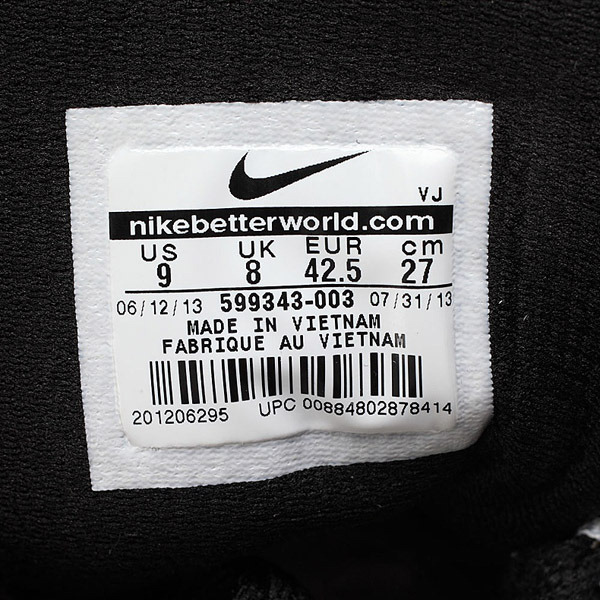 VJ
nikebetterworld.com
US UK EUR cm
9 8 42.5 27
06/12/13 599343-003 07/31/13
MADE IN VIETNAM
FABRIQUE AU VIETNAM
201206295 UPC 00884802878414